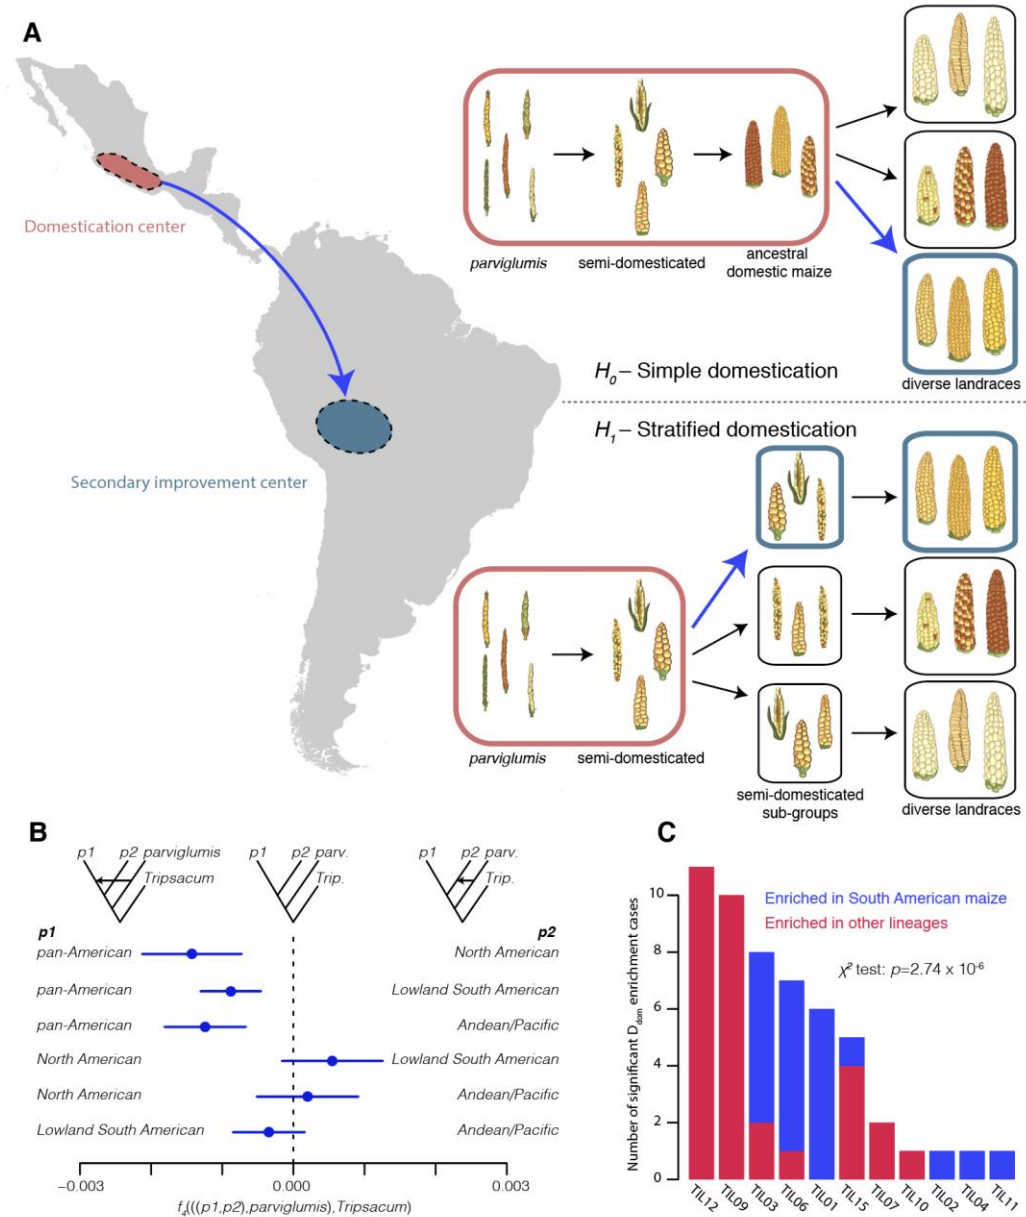 A
Domestication center
Secondary improvement center
parviglumis
semi-domesticated
ancestral
domestic maize
H₀ – Simple domestication
diverse landraces
H₁ – Stratified domestication
parviglumis
semi-domesticated
semi-domesticated
sub-groups
diverse landraces
B
p1 p2 parviglumis
Tripsacum
p1 p2 parv.
Trip.
p1 p2 parv.
Trip.
p1 p2
pan-American North American
pan-American Lowland South American
pan-American Andean/Pacific
North American Lowland South American
North American Andean/Pacific
Lowland South American Andean/Pacific
−0.003 0.000 0.003
f₄(((p1,p2),parviglumis),Tripsacum)
C
Number of significant D_dom enrichment cases
10
8
6
4
2
0
Enriched in South American maize
Enriched in other lineages
χ² test: p=2.74 x 10⁻⁶
TIL12 TIL09 TIL03 TIL06 TIL01 TIL15 TIL07 TIL10 TIL02 TIL04 TIL11